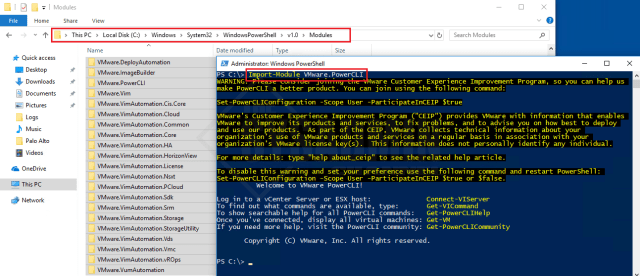 Modules
File
Home
Share
View
This PC > Local Disk (C:) > Windows > System32 > WindowsPowerShell > v1.0 > Modules
Search Modules
Name
Date modified
Type
Size
Quick access
Desktop
Downloads
Documents
Pictures
Logs
Music
Palo Alto
Videos
OneDrive
This PC
Network
VMware.DeployAutomation
VMware.ImageBuilder
VMware.PowerCLI
VMware.Vim
VMware.VimAutomation.Cis.Core
VMware.VimAutomation.Cloud
VMware.VimAutomation.Common
VMware.VimAutomation.Core
VMware.VimAutomation.HA
VMware.VimAutomation.HorizonView
VMware.VimAutomation.License
VMware.VimAutomation.Nsxt
VMware.VimAutomation.PCloud
VMware.VimAutomation.Sdk
VMware.VimAutomation.Srm
VMware.VimAutomation.Storage
VMware.VimAutomation.StorageUtility
VMware.VimAutomation.Vds
VMware.VimAutomation.Vmc
VMware.VimAutomation.vROps
VMware.VumAutomation
Administrator: Windows PowerShell
PS C:\> Import-Module VMware.PowerCLI
WARNING: Please consider joining the VMware Customer Experience Improvement Program, so you can help us
make PowerCLI a better product. You can join using the following command:
Set-PowerCLIConfiguration -Scope User -ParticipateInCEIP $true
VMware's Customer Experience Improvement Program ("CEIP") provides VMware with information that enables
VMware to improve its products and services, to fix problems, and to advise you on how best to deploy
and use our products. As part of the CEIP, VMware collects technical information about your
organization's use of VMware products and services on a regular basis in association with your
organization's VMware license key(s). This information does not personally identify any individual.
For more details: type "help about_ceip" to see the related help article.
To disable this warning and set your preference use the following command and restart PowerShell:
Set-PowerCLIConfiguration -Scope User -ParticipateInCEIP $true or $false.
Welcome to VMware PowerCLI!
Log in to a vCenter Server or ESX host: Connect-VIServer
To find out what commands are available, type: Get-VICommand
To show searchable help for all PowerCLI commands: Get-PowerCLIHelp
Once you've connected, display all virtual machines: Get-VM
If you need more help, visit the PowerCLI community: Get-PowerCLICommunity
Copyright (C) VMware, Inc. All rights reserved.
PS C:\> _